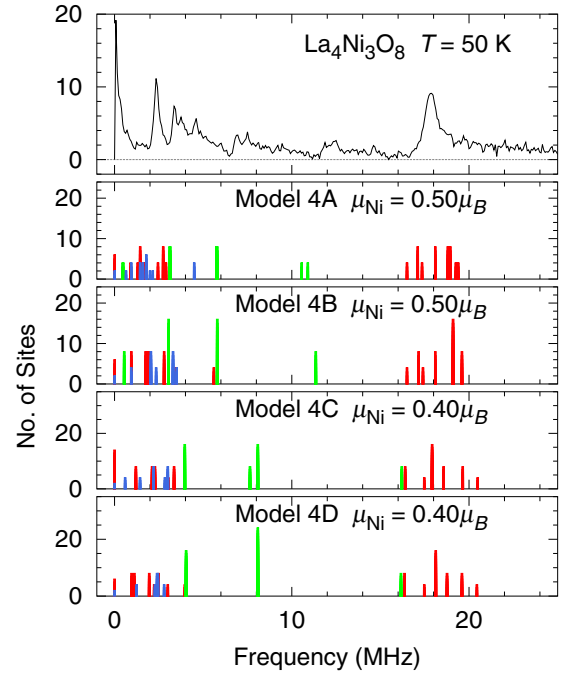 20
La₄Ni₃O₈ T = 50 K
10
0
20
Model 4A μNi = 0.50μB
10
0
20
Model 4B μNi = 0.50μB
10
0
No. of Sites
20
Model 4C μNi = 0.40μB
0
20
Model 4D μNi = 0.40μB
0
0 10 20
Frequency (MHz)